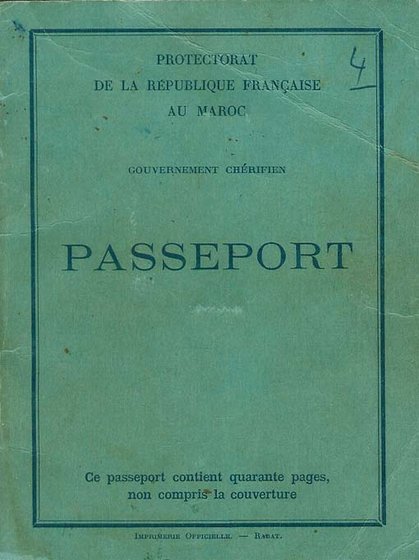 PROTECTORAT
DE LA RÉPUBLIQUE FRANÇAISE
AU MAROC
4
GOUVERNEMENT CHÉRIFIEN
PASSEPORT
Ce passeport contient quarante pages,
non compris la couverture
IMPRIMERIE OFFICIELLE. — RABAT.